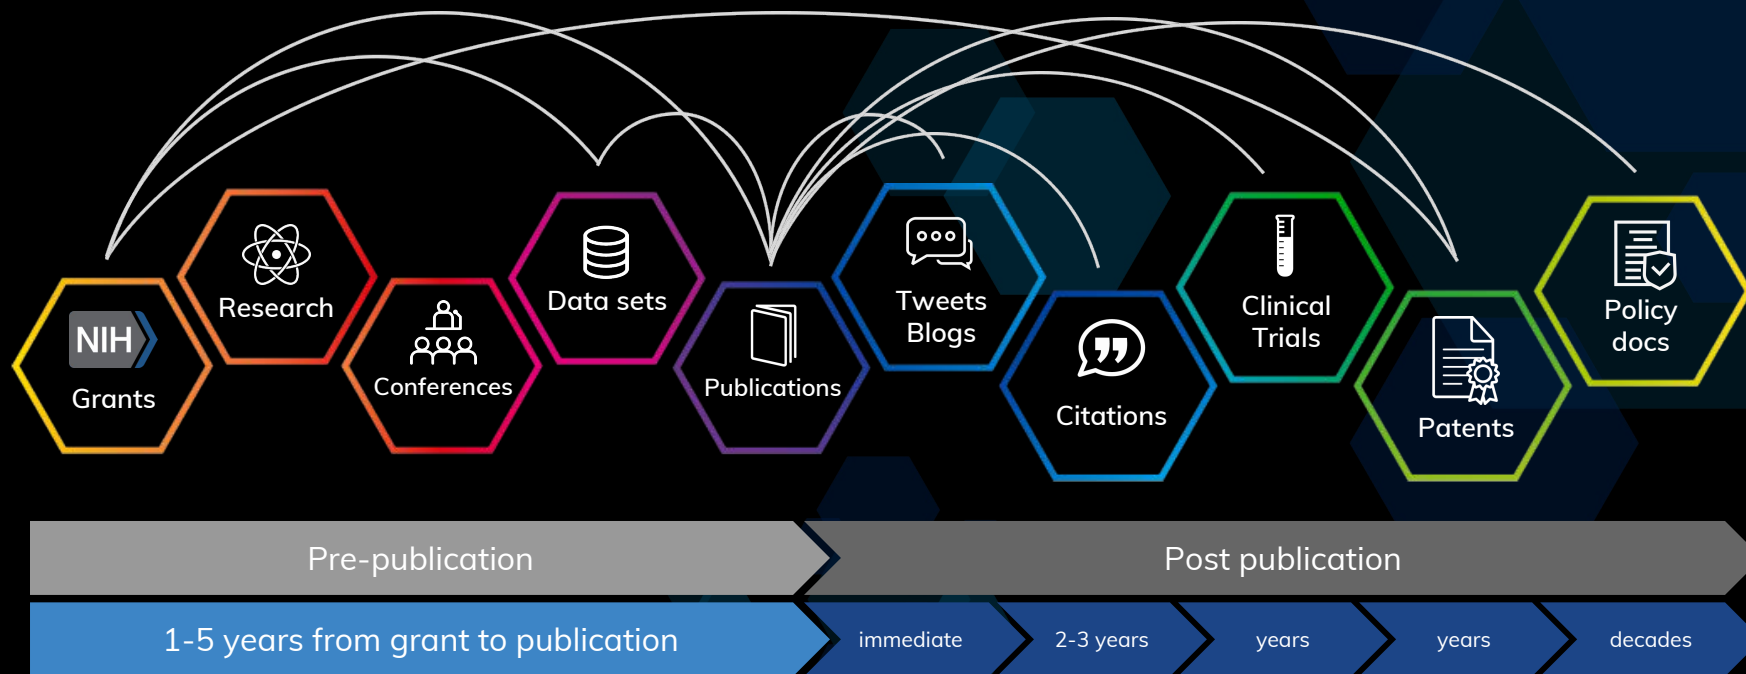 NIH
Grants
Research
Conferences
Data sets
Publications
Tweets
Blogs
Citations
Clinical
Trials
Patents
Policy
docs
Pre-publication
Post publication
1-5 years from grant to publication
immediate
2-3 years
years
years
decades